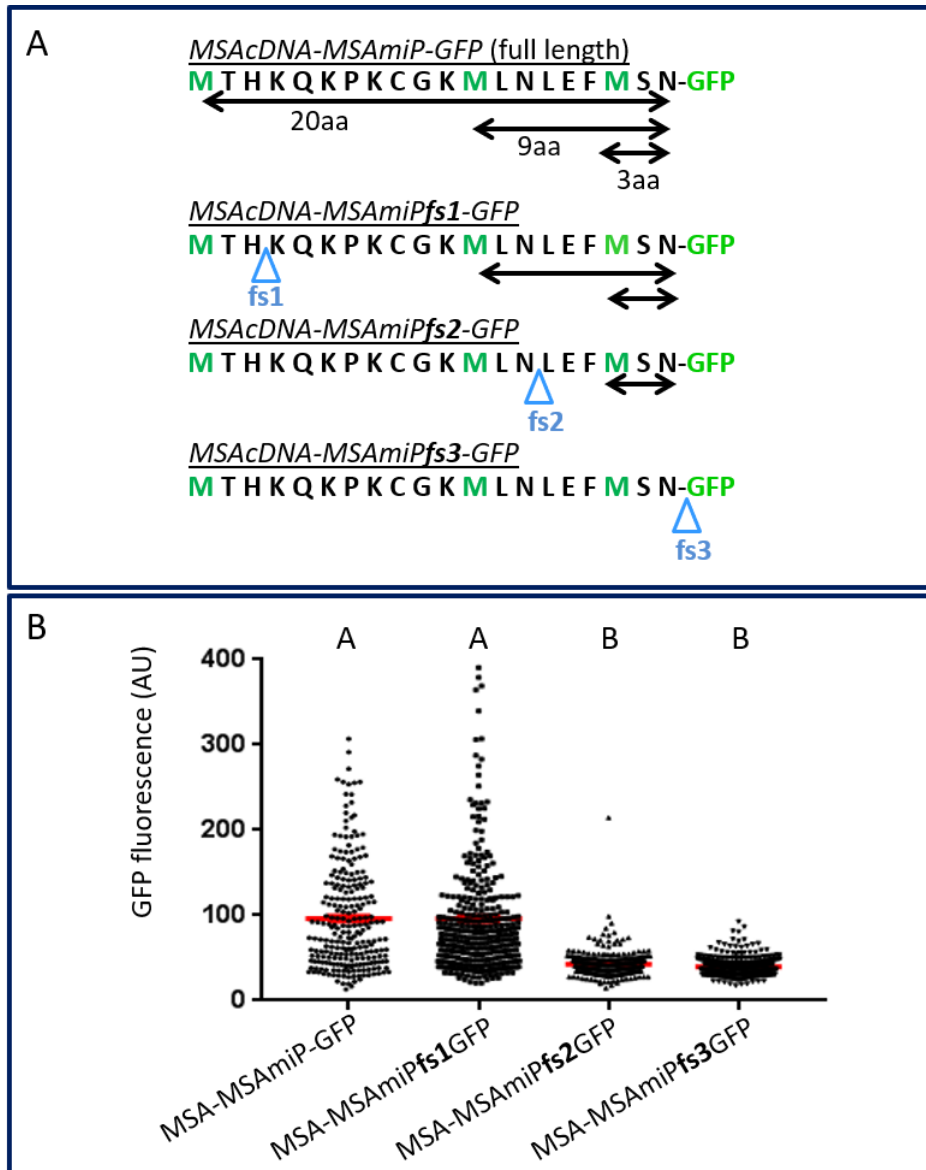 A
MSAcDNA-MSAmiP-GFP (full length)
M T H K Q K P K C G K M L N L E F M S N-GFP
20aa
9aa
3aa
MSAcDNA-MSAmiPfs1-GFP
M T H K Q K P K C G K M L N L E F M S N-GFP
fs1
MSAcDNA-MSAmiPfs2-GFP
M T H K Q K P K C G K M L N L E F M S N-GFP
fs2
MSAcDNA-MSAmiPfs3-GFP
M T H K Q K P K C G K M L N L E F M S N-GFP
fs3
B
A A B B
GFP fluorescence (AU)
400
300
200
100
0
MSA-MSAmiP-GFP
MSA-MSAmiPfs1GFP
MSA-MSAmiPfs2GFP
MSA-MSAmiPfs3GFP